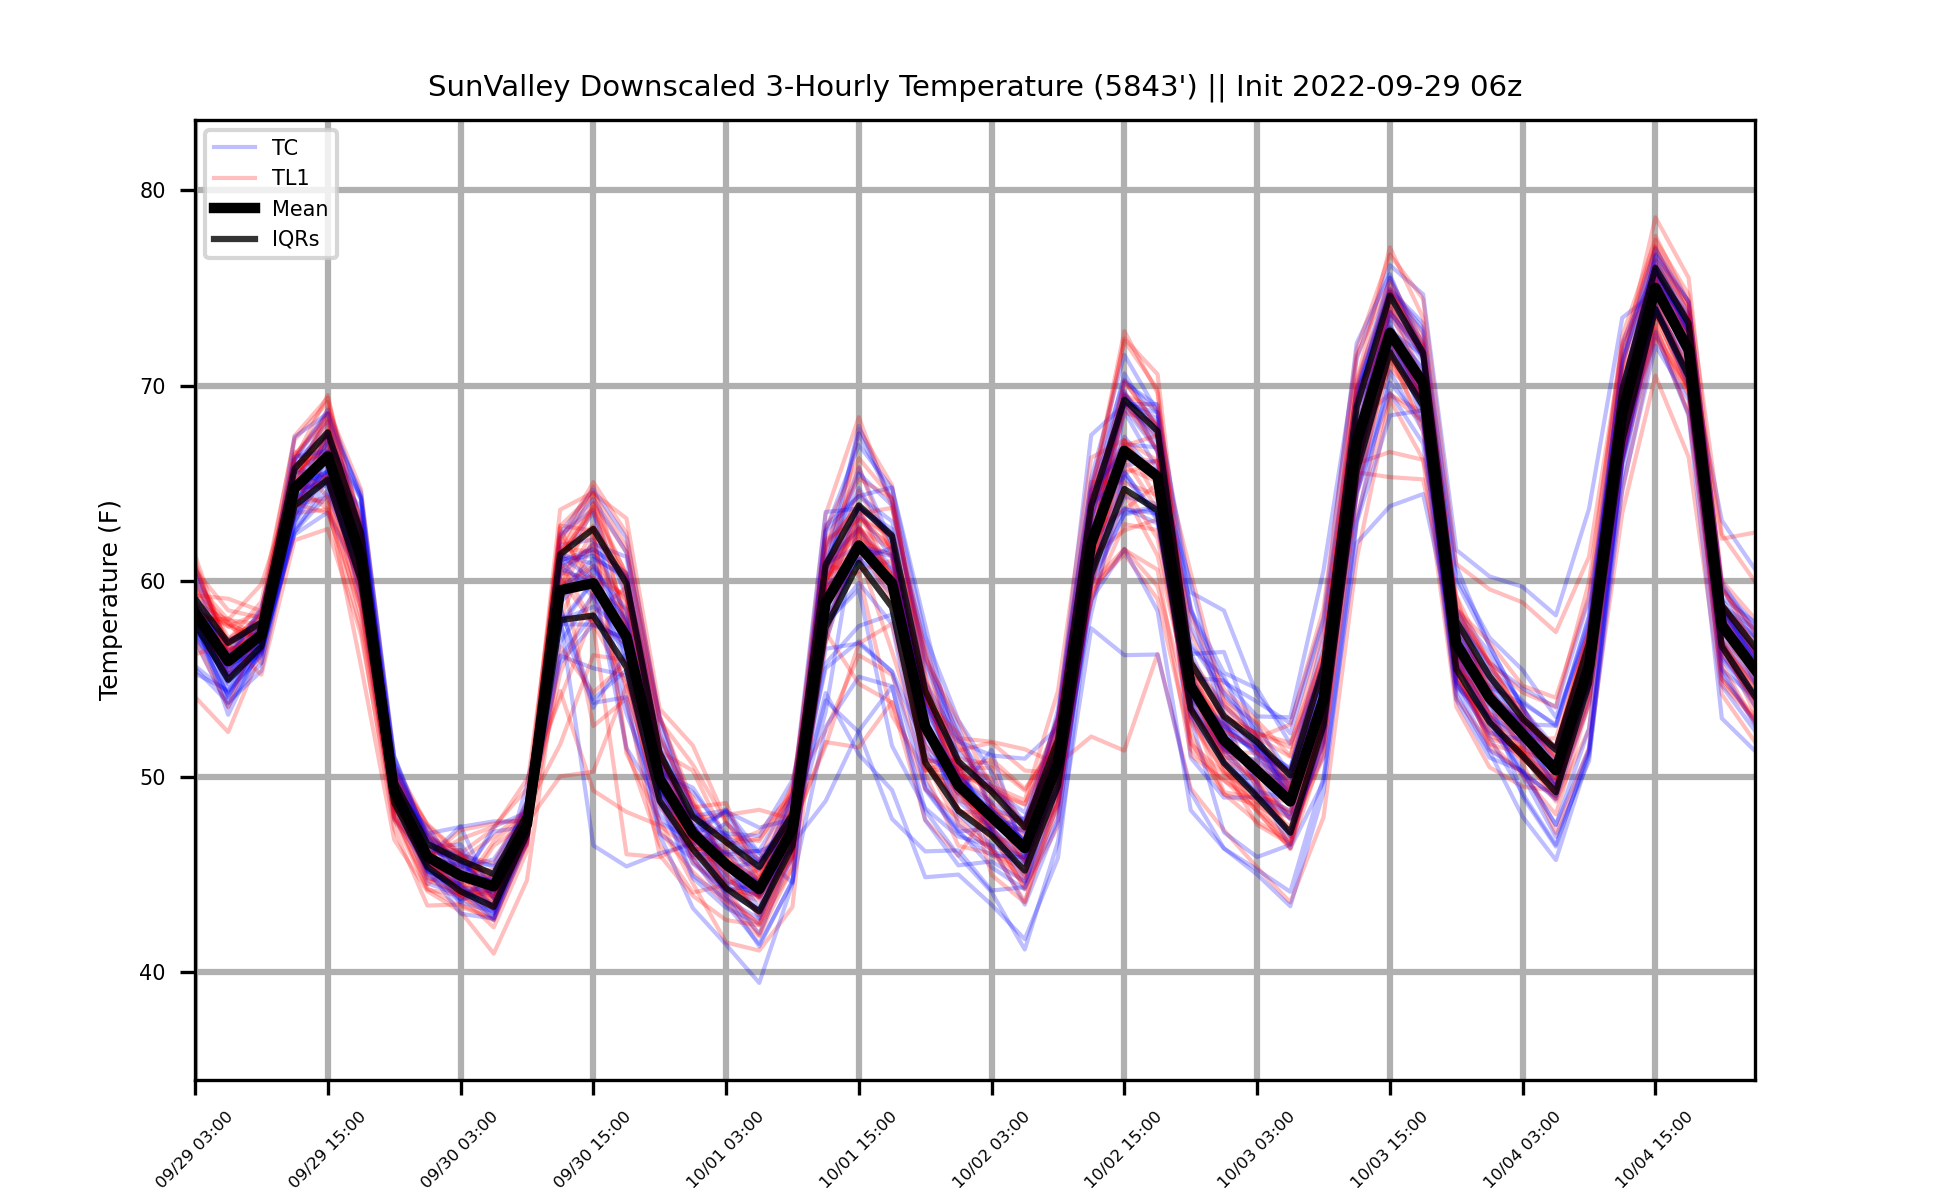 SunValley Downscaled 3-Hourly Temperature (5843') || Init 2022-09-29 06z
TC
TL1
Mean
IQRs
Temperature (F)
80
70
60
50
40
09/29 03:00
09/29 15:00
09/30 03:00
09/30 15:00
10/01 03:00
10/01 15:00
10/02 03:00
10/02 15:00
10/03 03:00
10/03 15:00
10/04 03:00
10/04 15:00